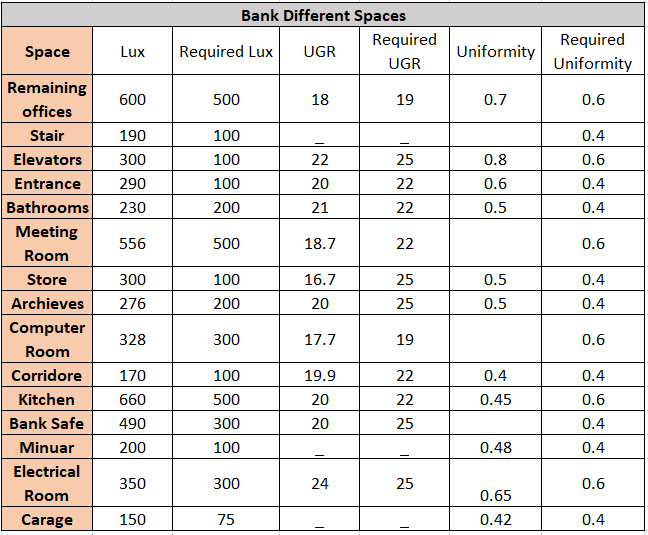 Bank Different Spaces
Space Lux Required Lux UGR Required UGR Uniformity Required Uniformity
Remaining offices 600 500 18 19 0.7 0.6
Stair 190 100 _ _ 0.4
Elevators 300 100 22 25 0.8 0.6
Entrance 290 100 20 22 0.6 0.4
Bathrooms 230 200 21 22 0.5 0.4
Meeting Room 556 500 18.7 22 0.6
Store 300 100 16.7 25 0.5 0.4
Archieves 276 200 20 25 0.5 0.4
Computer Room 328 300 17.7 19 0.6
Corridore 170 100 19.9 22 0.4 0.4
Kitchen 660 500 20 22 0.45 0.6
Bank Safe 490 300 20 25 0.4
Minuar 200 100 _ _ 0.48 0.4
Electrical Room 350 300 24 25 0.65 0.6
Carage 150 75 _ _ 0.42 0.4